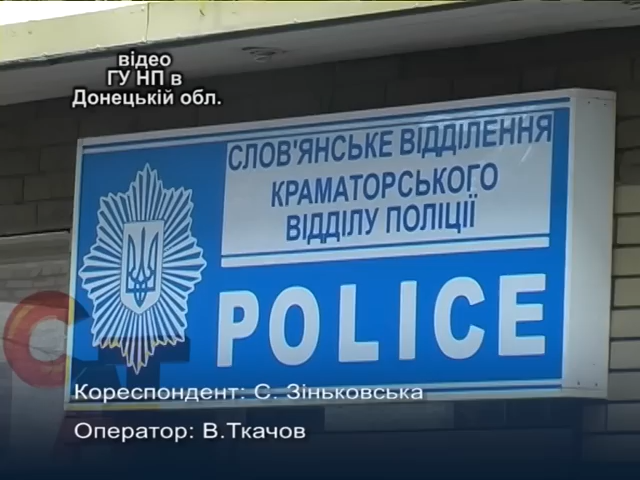 відео
ГУ НП в
Донецькій обл.
СЛОВ'ЯНСЬКЕ ВІДДІЛЕННЯ
КРАМАТОРСЬКОГО
ВІДДІЛУ ПОЛІЦІЇ
POLICE
Кореспондент: С. Зіньковська
Оператор: В.Ткачов